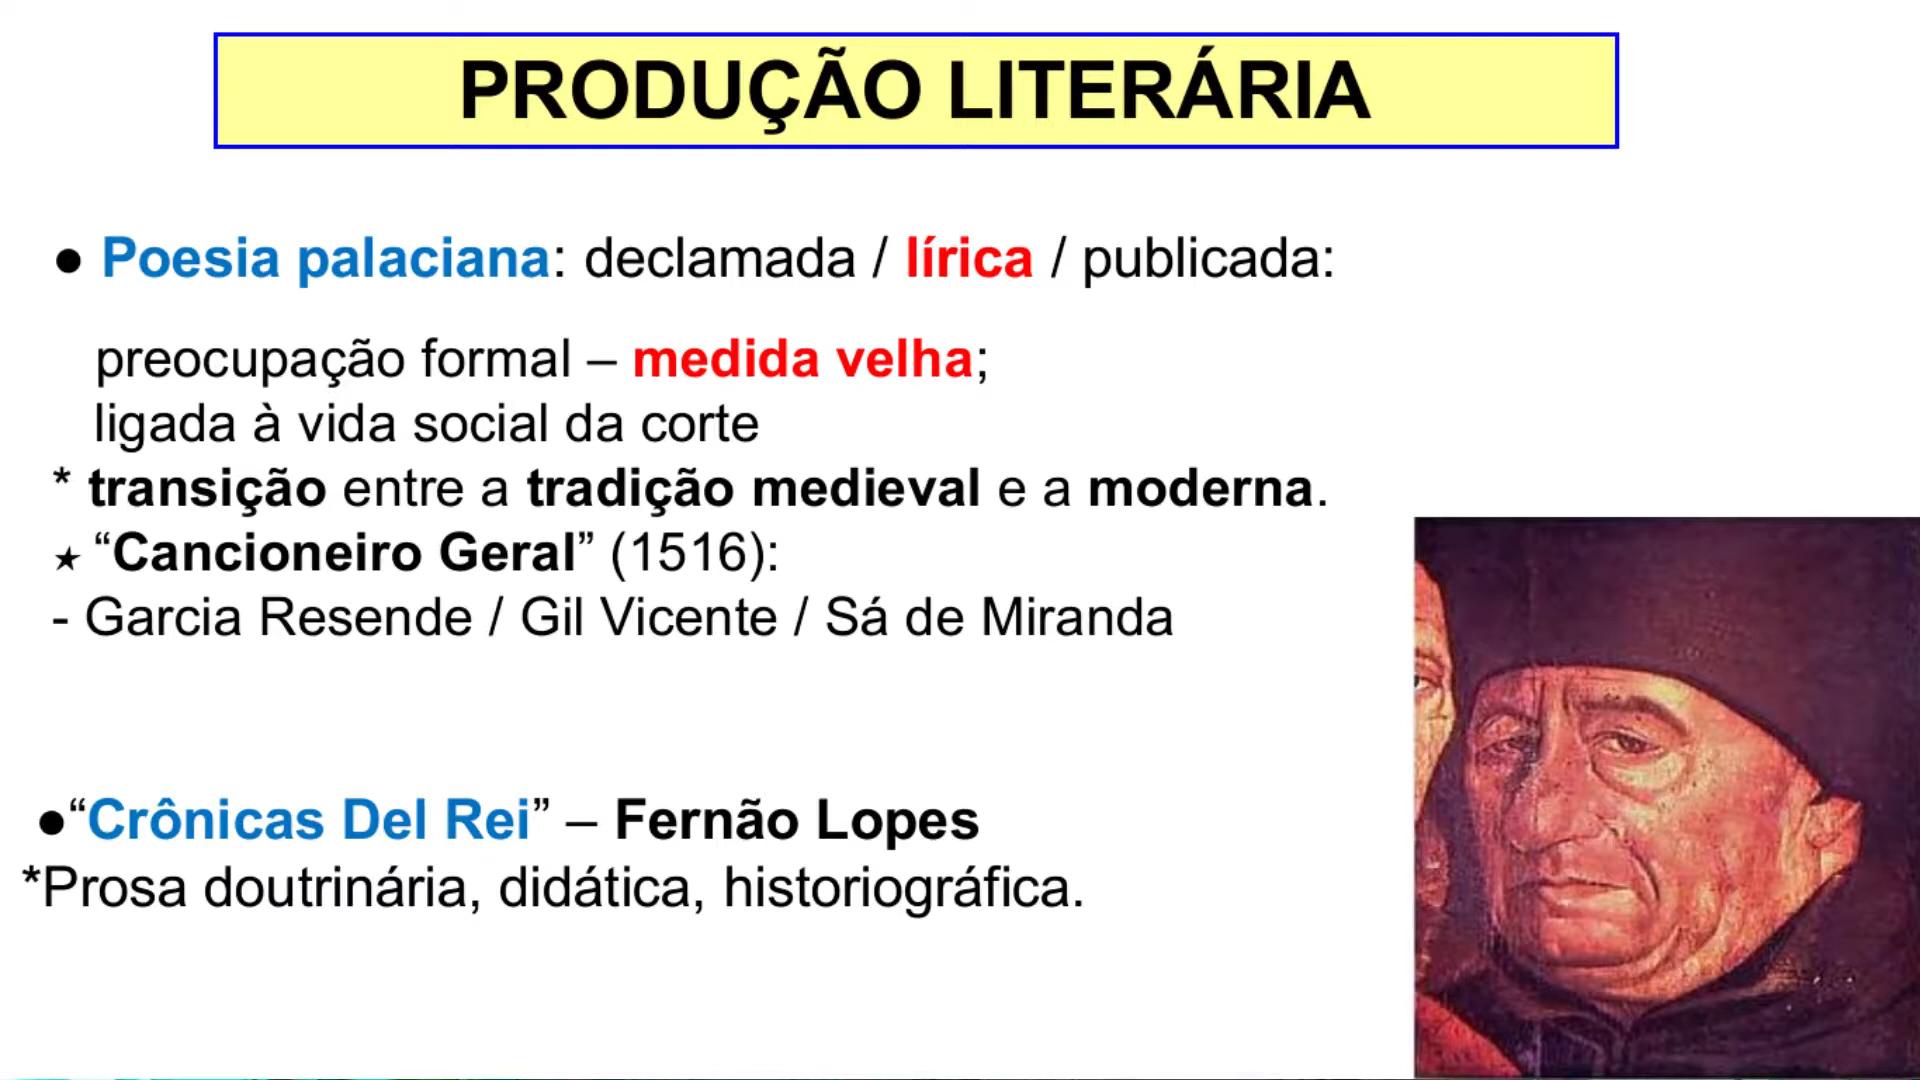 PRODUÇÃO LITERÁRIA
● Poesia palaciana: declamada / lírica / publicada:
preocupação formal – medida velha;
ligada à vida social da corte
* transição entre a tradição medieval e a moderna.
★ “Cancioneiro Geral” (1516):
- Garcia Resende / Gil Vicente / Sá de Miranda
●“Crônicas Del Rei” – Fernão Lopes
*Prosa doutrinária, didática, historiográfica.